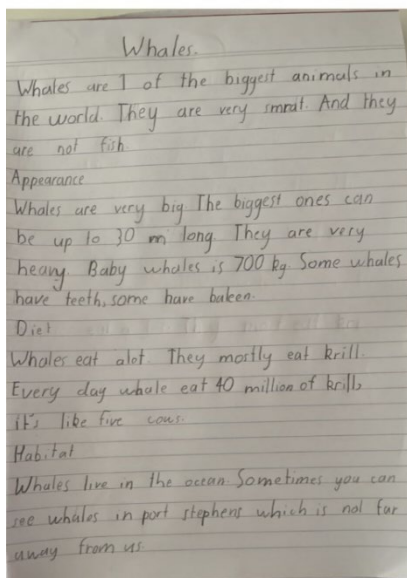 Whales.
Whales are 1 of the biggest animals in
the world. They are very smrat. And they
are not fish
Appearance
Whales are very big The biggest ones can
be up to 30 m long. They are very
heavy. Baby whales is 700 kg. Some whales
have teeth, some have baleen.
Diet
Whales eat alot. They mostly eat krill.
Every day whale eat 40 million of krill,
it's like five cows.
Habitat
Whales live in the ocean. Sometimes you can
see whales in port stephens which is not far
away from us.